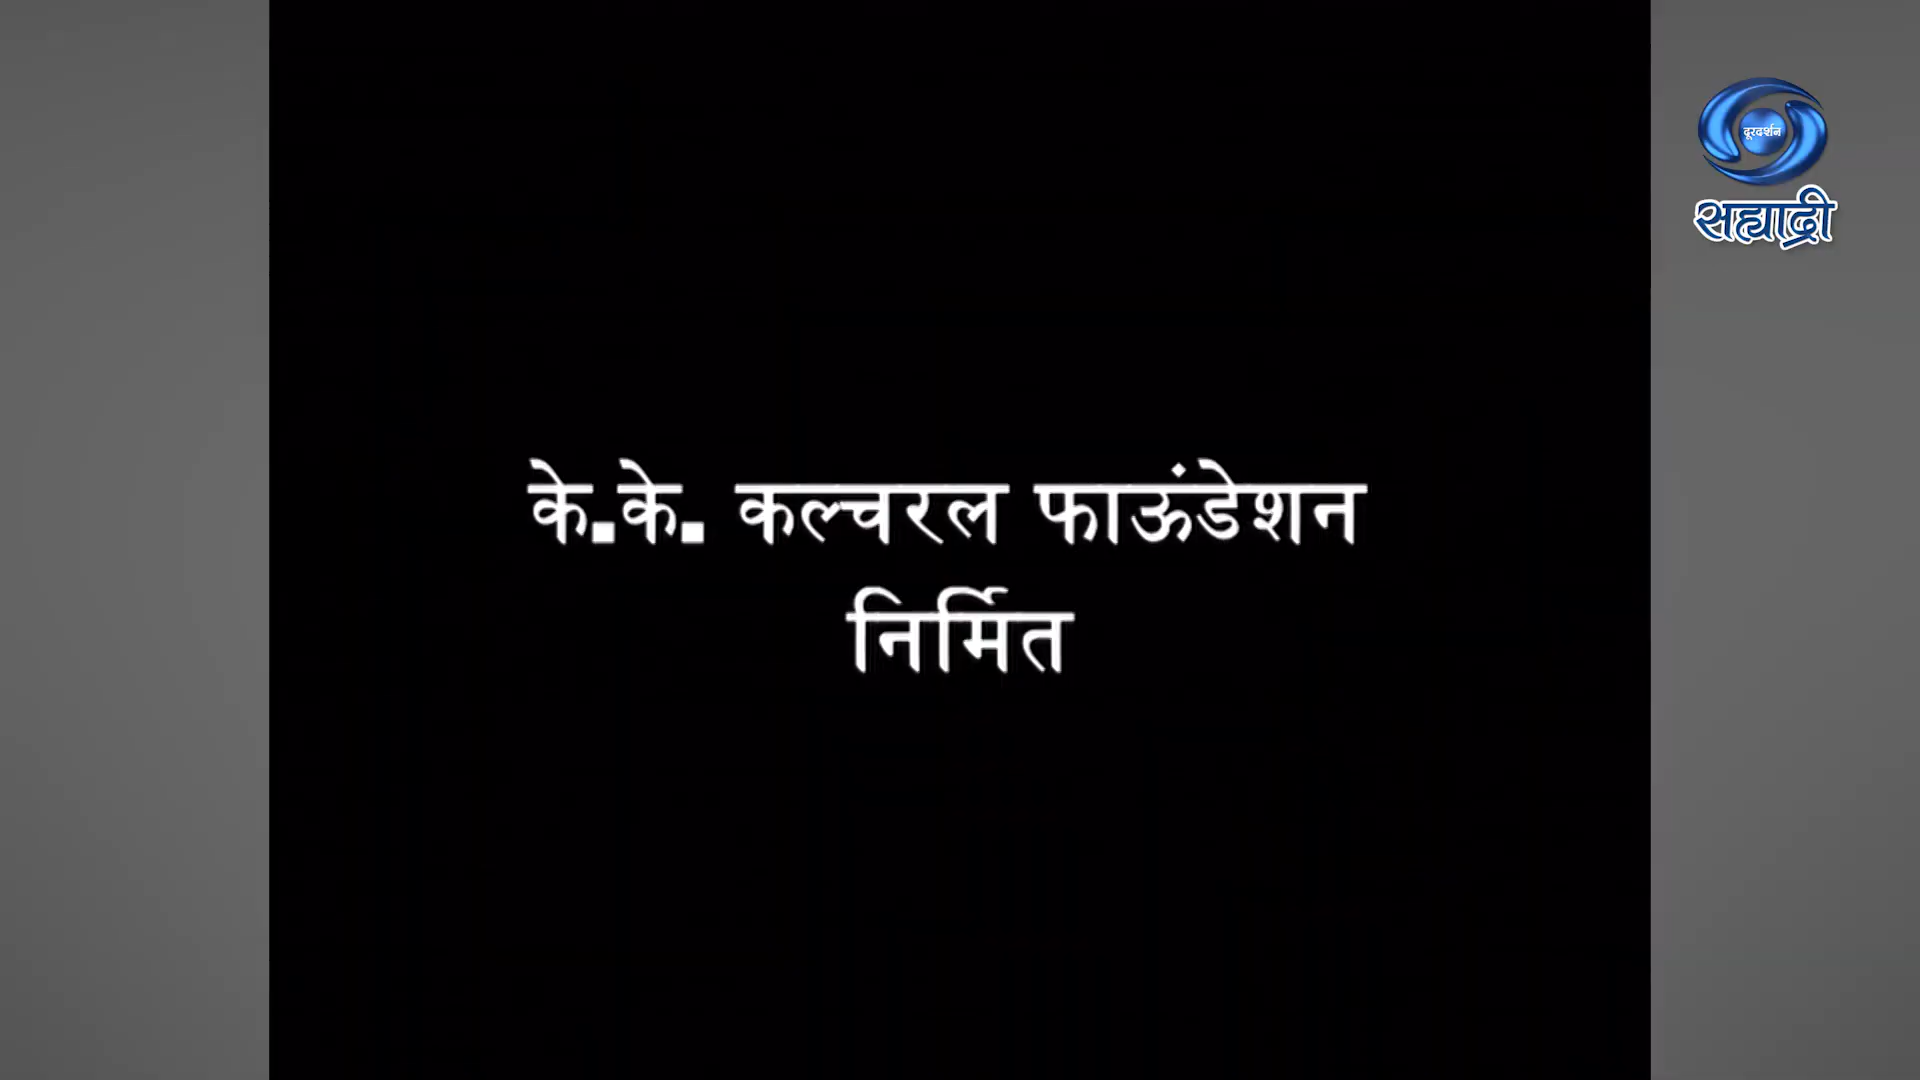 दूरदर्शन
सह्याद्री
के.के. कल्चरल फाऊंडेशन
निर्मित